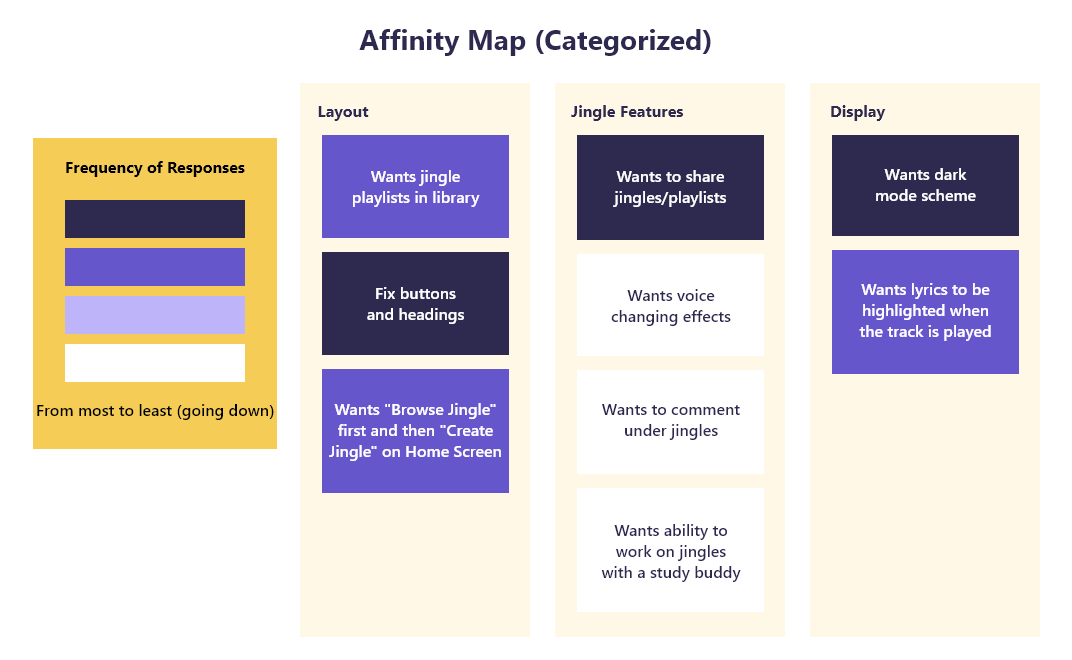 Affinity Map (Categorized)
Frequency of Responses
From most to least (going down)
Layout
Wants jingle
playlists in library
Fix buttons
and headings
Wants "Browse Jingle"
first and then "Create
Jingle" on Home Screen
Jingle Features
Wants to share
jingles/playlists
Wants voice
changing effects
Wants to comment
under jingles
Wants ability to
work on jingles
with a study buddy
Display
Wants dark
mode scheme
Wants lyrics to be
highlighted when
the track is played